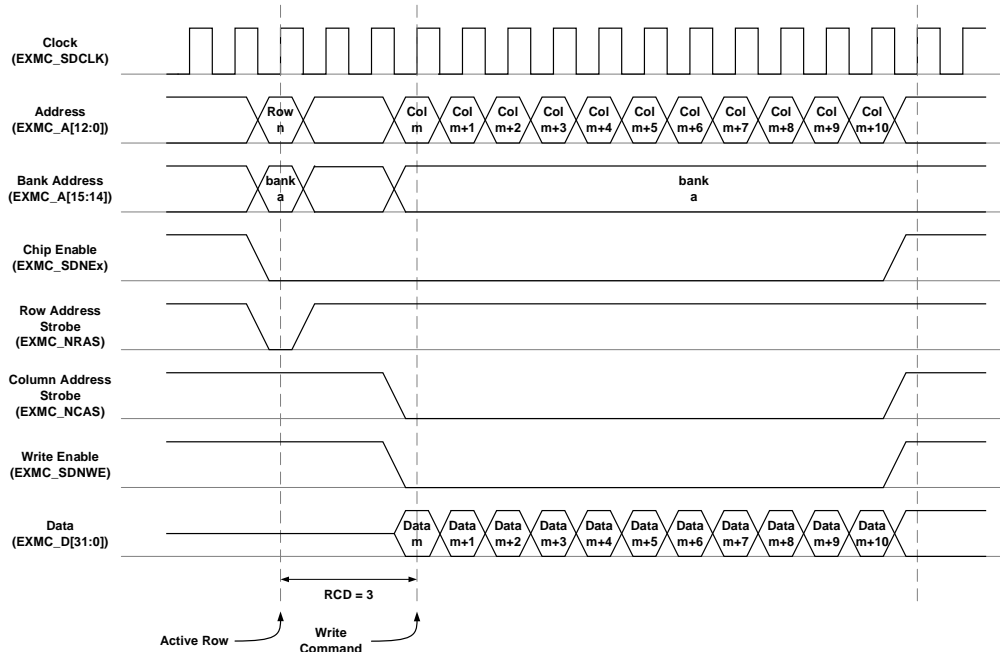 Clock
(EXMC_SDCLK)
Address
(EXMC_A[12:0])
Row
n
Col
m
Col
m+1
Col
m+2
Col
m+3
Col
m+4
Col
m+5
Col
m+6
Col
m+7
Col
m+8
Col
m+9
Col
m+10
Bank Address
(EXMC_A[15:14])
bank
a
bank
a
Chip Enable
(EXMC_SDNEx)
Row Address
Strobe
(EXMC_NRAS)
Column Address
Strobe
(EXMC_NCAS)
Write Enable
(EXMC_SDNWE)
Data
(EXMC_D[31:0])
Data
m
Data
m+1
Data
m+2
Data
m+3
Data
m+4
Data
m+5
Data
m+6
Data
m+7
Data
m+8
Data
m+9
Data
m+10
RCD = 3
Active Row
Write
Command